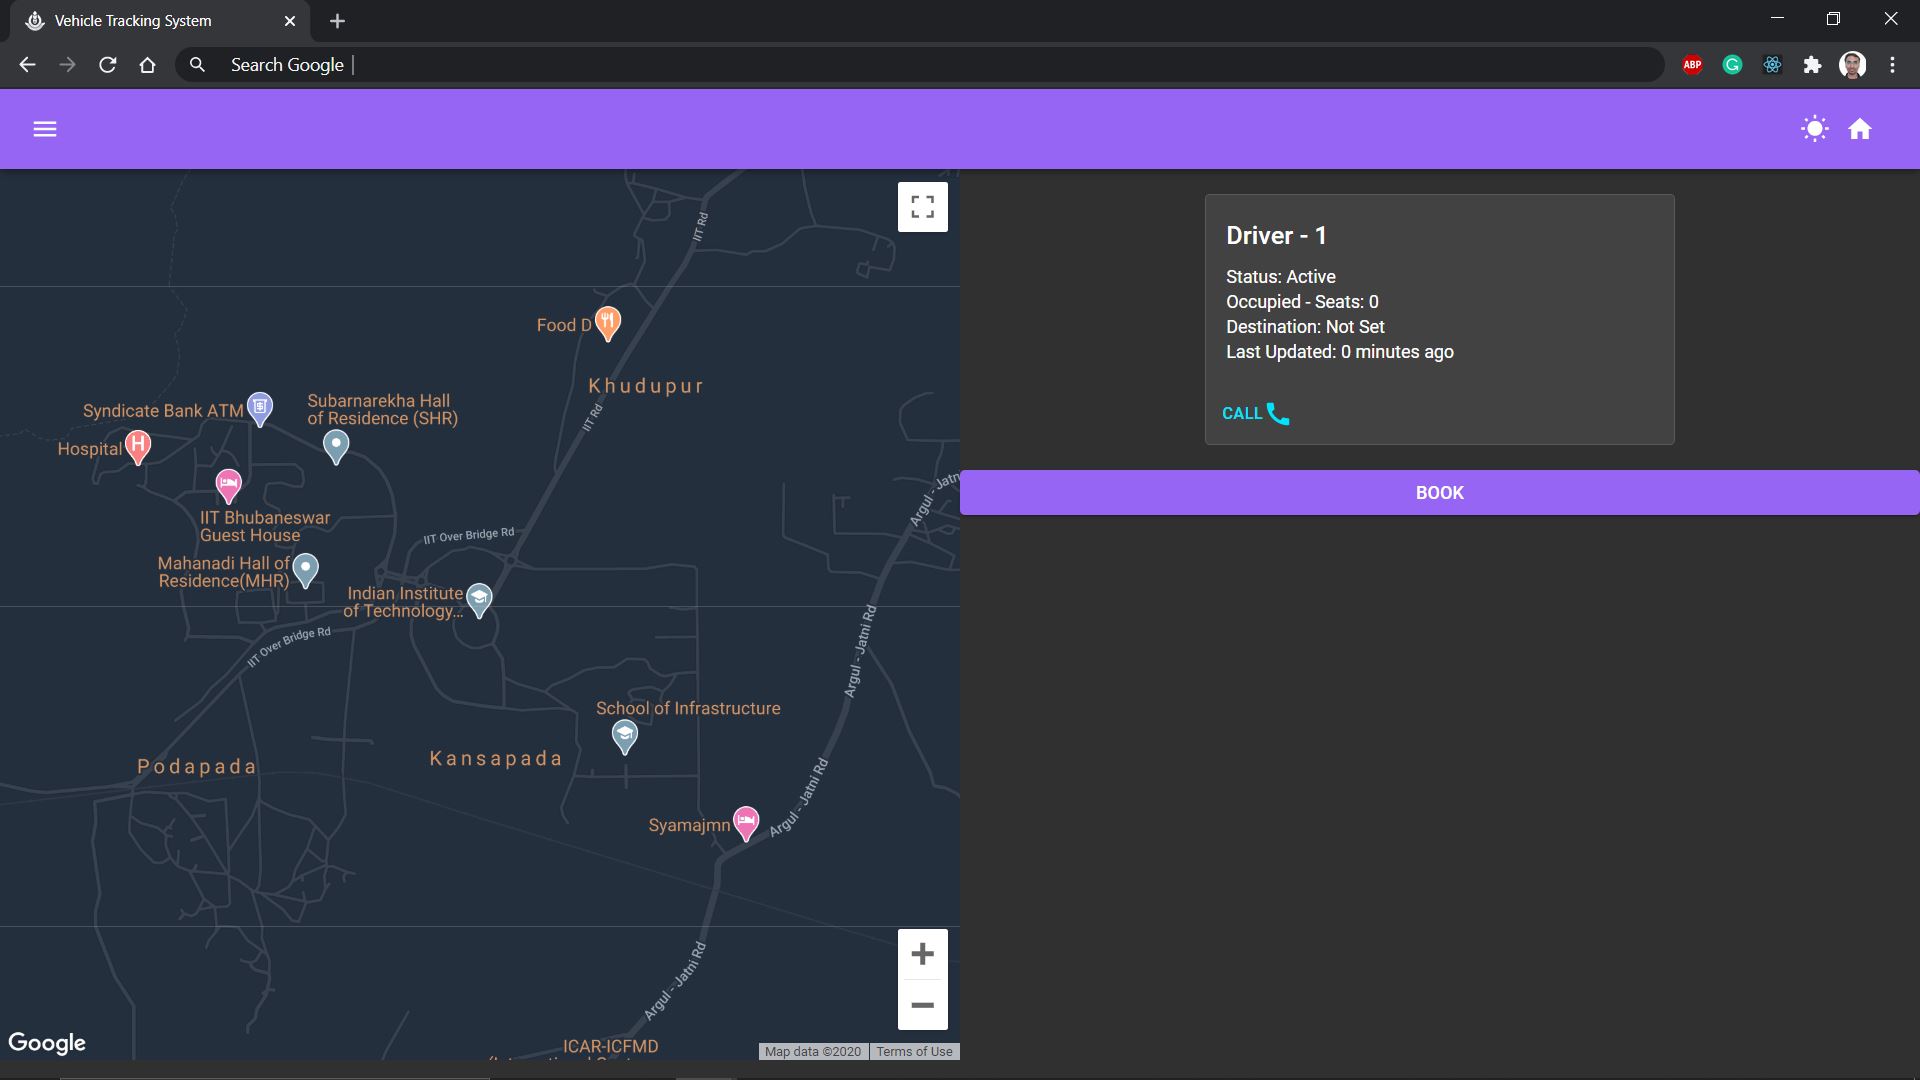 Vehicle Tracking System
Search Google
ABP
Driver - 1
Status: Active
Occupied - Seats: 0
Destination: Not Set
Last Updated: 0 minutes ago
CALL
BOOK
IIT Rd
Food D
Khudupur
IIT Rd
Syndicate Bank ATM
Subarnarekha Hall
of Residence (SHR)
Hospital
H
IIT Bhubaneswar
Guest House
IIT Over Bridge Rd
Mahanadi Hall of
Residence(MHR)
Indian Institute
of Technology...
IIT Over Bridge Rd
Argul - Jatn
Argul - Jatni Rd
School of Infrastructure
Podapada
Kansapada
Argul - Jatni Rd
Syamajmn
Argul - Jatni Rd
ICAR-ICFMD
Google
Map data ©2020
Terms of Use